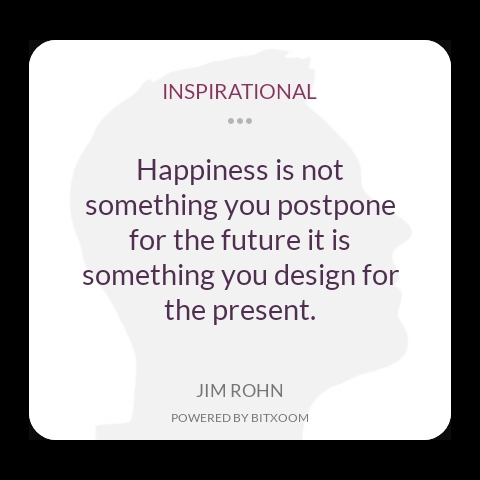 INSPIRATIONAL
Happiness is not
something you postpone
for the future it is
something you design for
the present.
JIM ROHN
POWERED BY BITXOOM